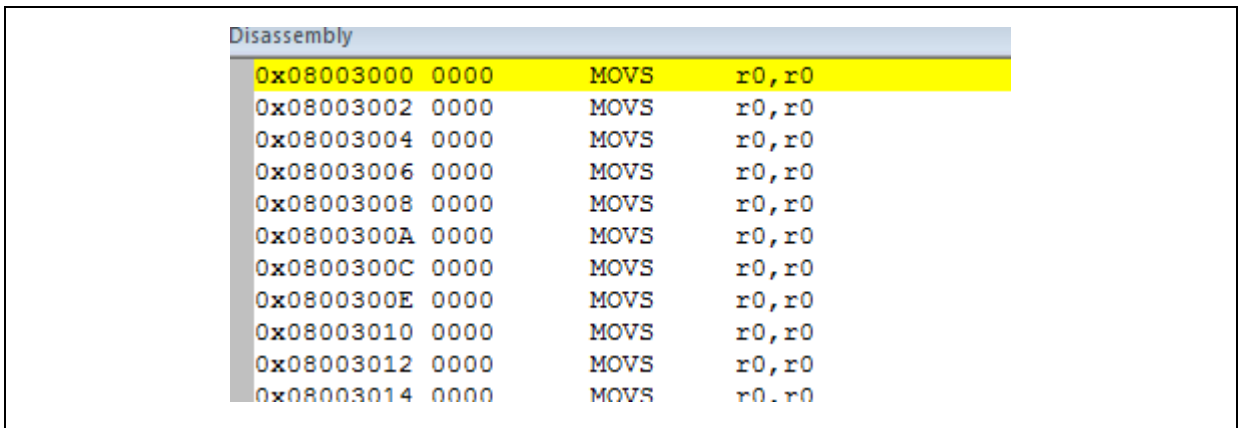 Disassembly
0x08003000 0000 MOVS r0,r0
0x08003002 0000 MOVS r0,r0
0x08003004 0000 MOVS r0,r0
0x08003006 0000 MOVS r0,r0
0x08003008 0000 MOVS r0,r0
0x0800300A 0000 MOVS r0,r0
0x0800300C 0000 MOVS r0,r0
0x0800300E 0000 MOVS r0,r0
0x08003010 0000 MOVS r0,r0
0x08003012 0000 MOVS r0,r0
0x08003014 0000 MOVS r0,r0